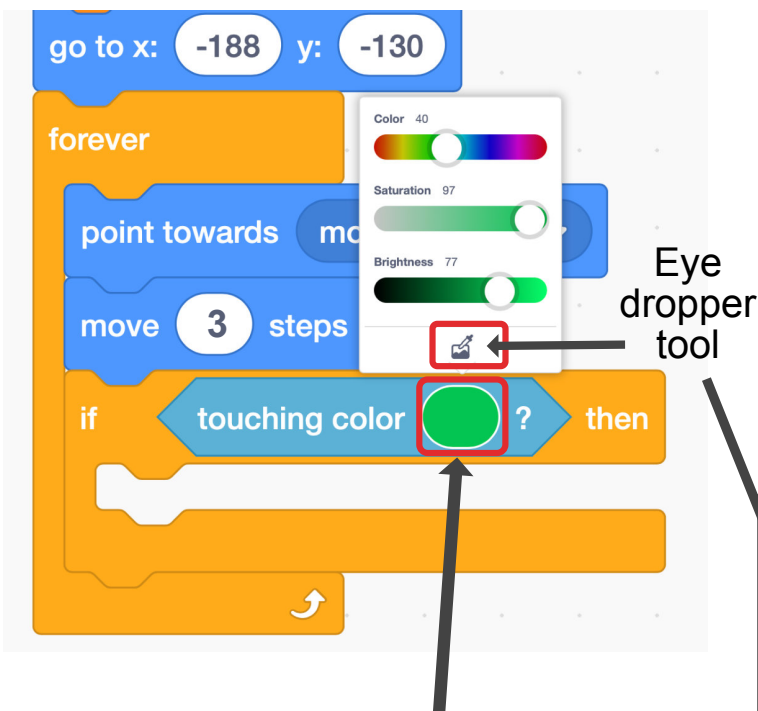 go to x: -188 y: -130
forever
Color 40
Saturation 97
point towards
Brightness 77
Eye
dropper
tool
move 3 steps
if touching color ? then